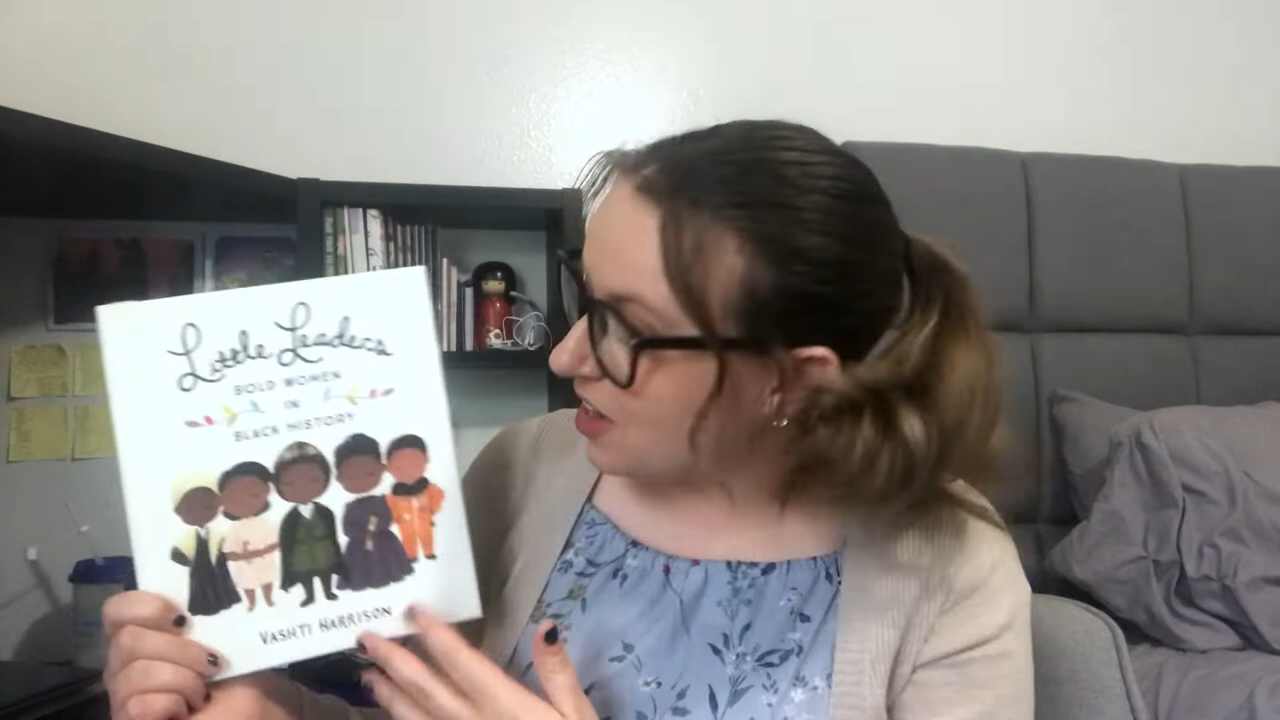 Little Leaders
BOLD WOMEN
IN
BLACK HISTORY
VASHTI HARRISON